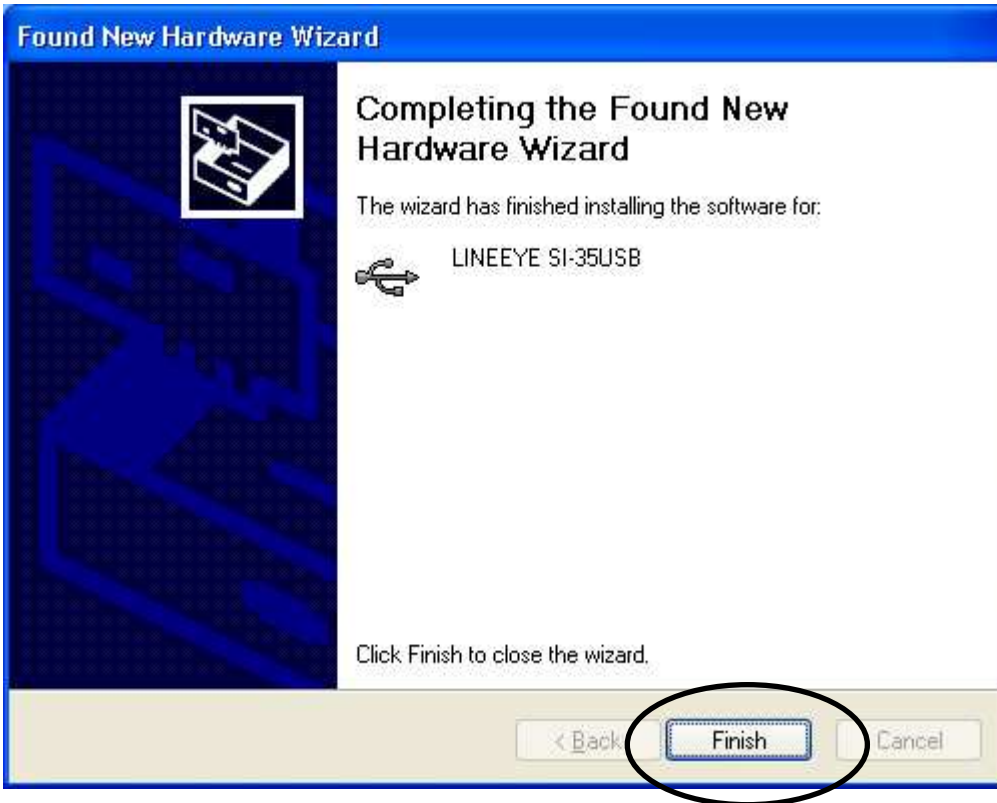 Found New Hardware Wizard
Completing the Found New
Hardware Wizard
The wizard has finished installing the software for:
LINEEYE SI-35USB
Click Finish to close the wizard.
< Back
Finish
Cancel